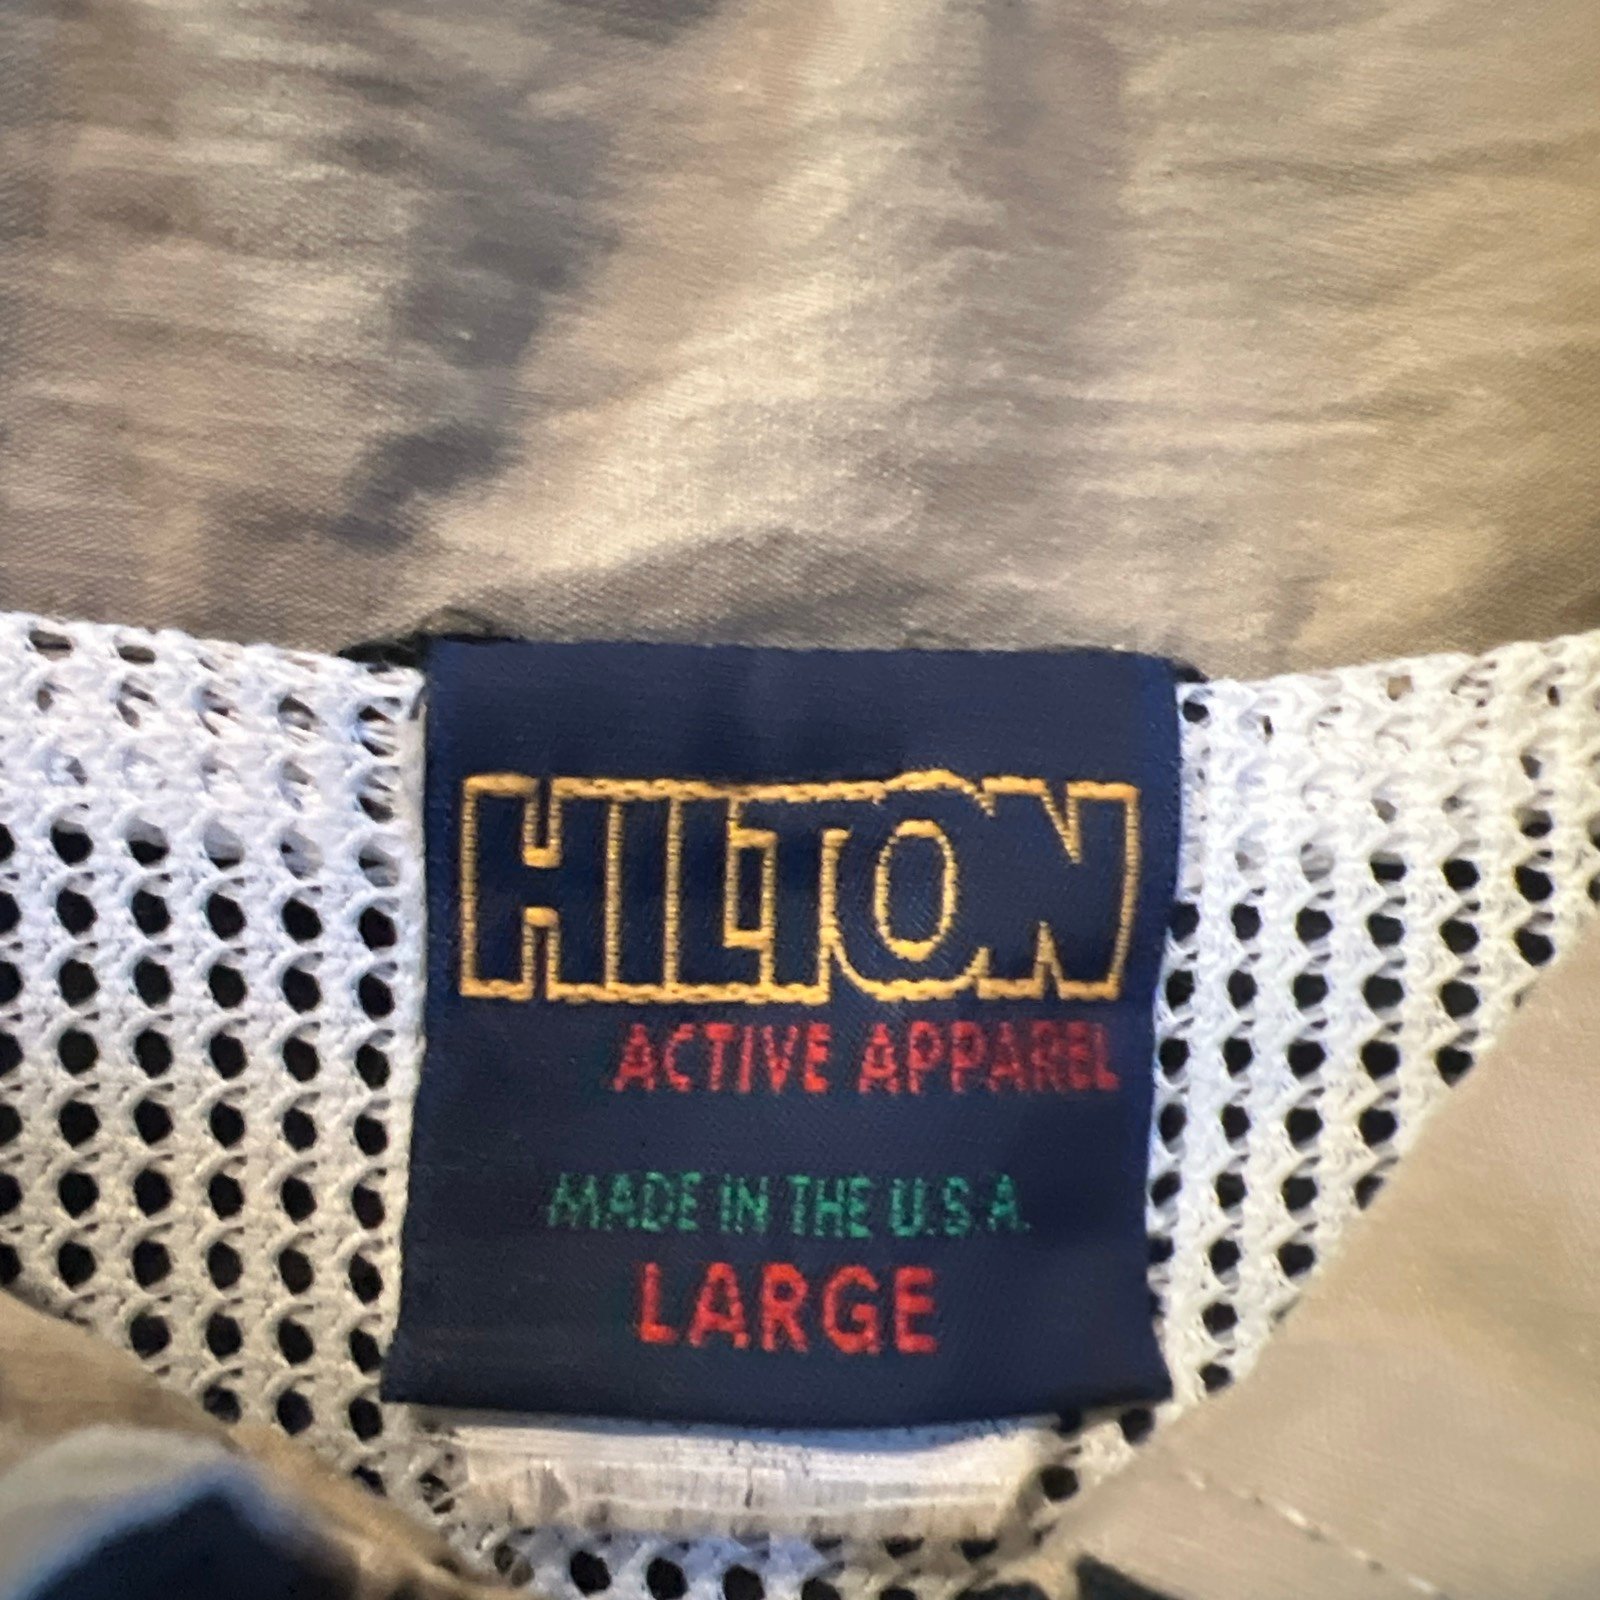 HILTON
ACTIVE APPAREL
MADE IN THE U.S.A.
LARGE